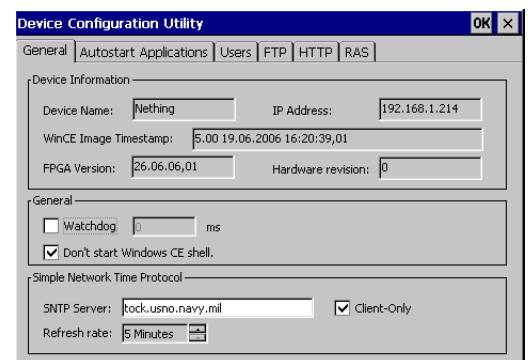 Device Configuration Utility OK ×
General Autostart Applications Users FTP HTTP RAS
Device Information
Device Name: Nething IP Address: 192.168.1.214
WinCE Image Timestamp: 5.00 19.06.2006 16:20:39,01
FPGA Version: 26.06.06,01 Hardware revision: 0
General
Watchdog 0 ms
Don't start Windows CE shell.
Simple Network Time Protocol
SNTP Server: tock.usno.navy.mil Client-Only
Refresh rate: 5 Minutes